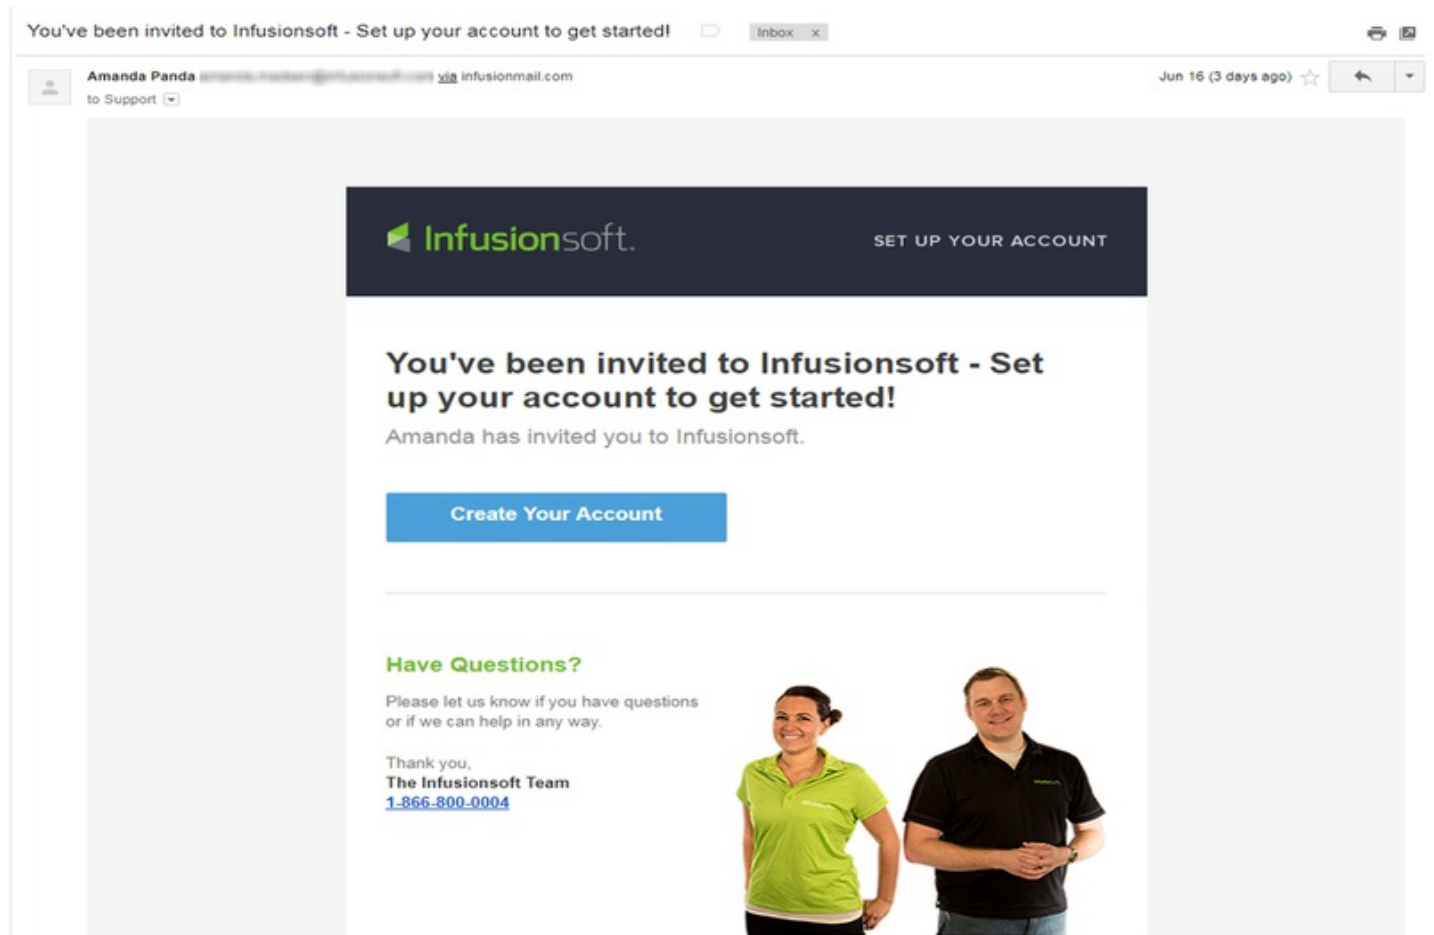 You've been invited to Infusionsoft - Set up your account to get started!
Inbox x
Amanda Panda via infusionmail.com
Jun 16 (3 days ago)
to Support
Infusionsoft.
SET UP YOUR ACCOUNT
You've been invited to Infusionsoft - Set
up your account to get started!
Amanda has invited you to Infusionsoft.
Create Your Account
Have Questions?
Please let us know if you have questions
or if we can help in any way.
Thank you,
The Infusionsoft Team
1-866-800-0004